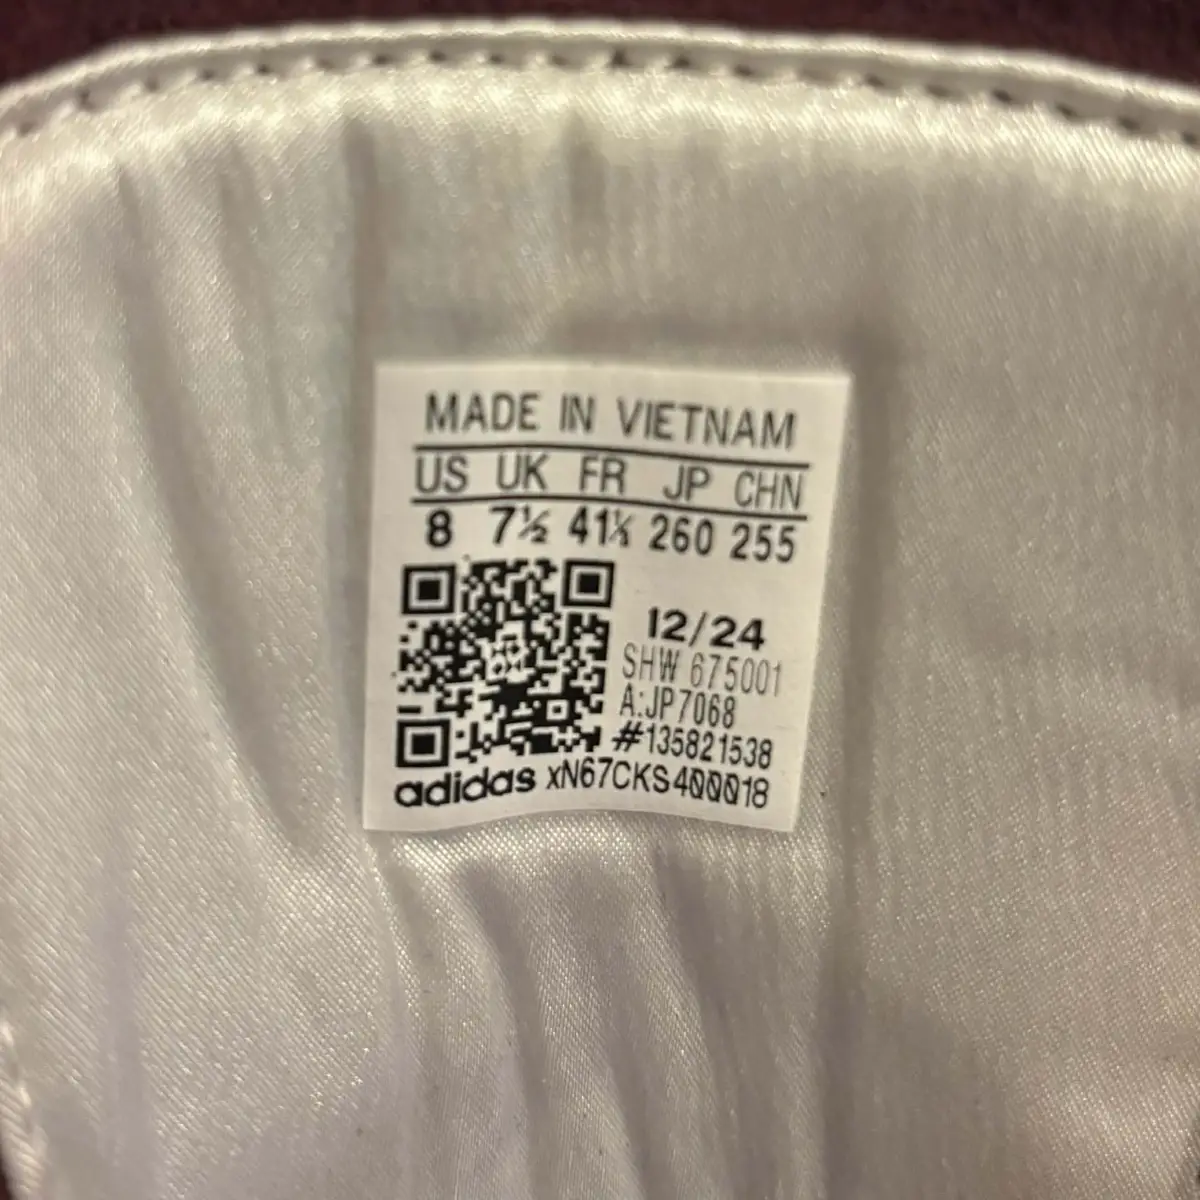 MADE IN VIETNAM
US UK FR JP CHN
8 7½ 41⅓ 260 255
12/24
SHW 675001
A:JP7068
#135821538
adidas xN67CKS400018